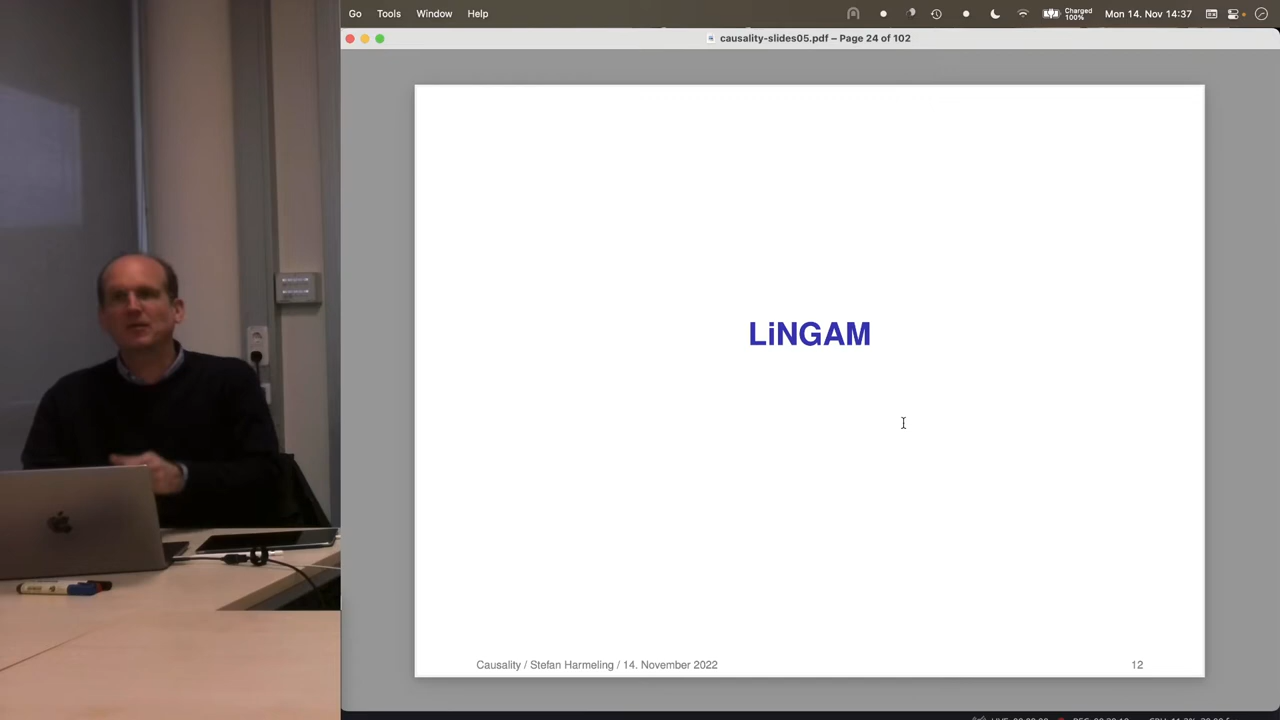 Go Tools Window Help
Charged
100%
Mon 14. Nov 14:37
causality-slides05.pdf – Page 24 of 102
LiNGAM
Causality / Stefan Harmeling / 14. November 2022
12